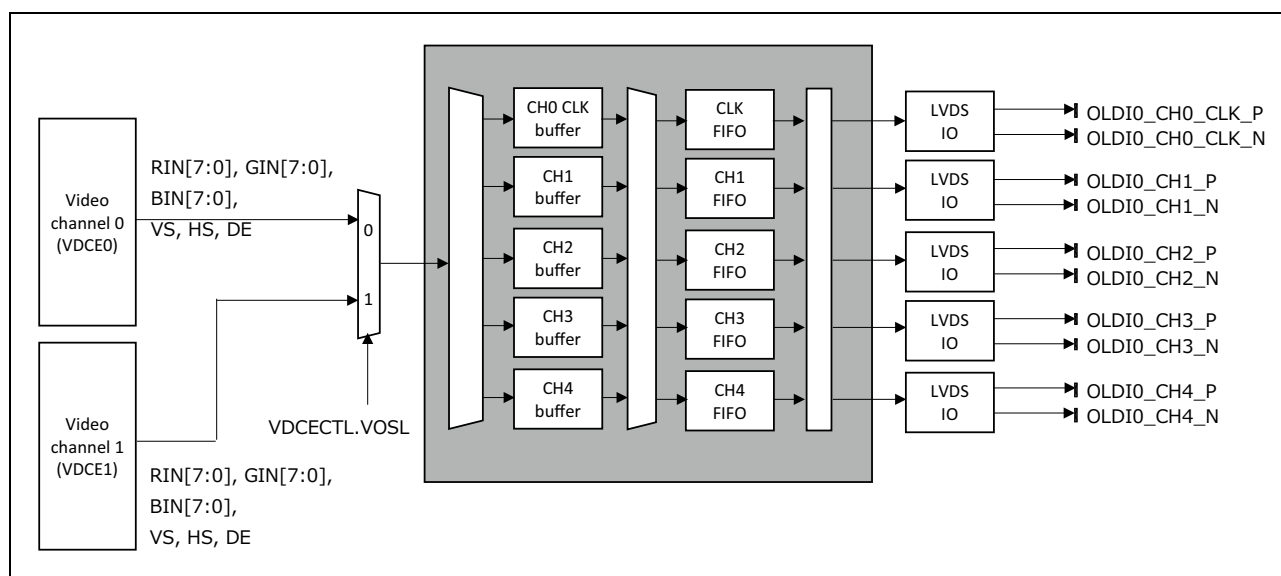 Video
channel 0
(VDCE0)
RIN[7:0], GIN[7:0],
BIN[7:0],
VS, HS, DE
0
1
VDCECTL.VOSL
Video
channel 1
(VDCE1)
RIN[7:0], GIN[7:0],
BIN[7:0],
VS, HS, DE
CH0 CLK
buffer
CH1
buffer
CH2
buffer
CH3
buffer
CH4
buffer
CLK
FIFO
CH1
FIFO
CH2
FIFO
CH3
FIFO
CH4
FIFO
LVDS
IO
LVDS
IO
LVDS
IO
LVDS
IO
LVDS
IO
OLDI0_CH0_CLK_P
OLDI0_CH0_CLK_N
OLDI0_CH1_P
OLDI0_CH1_N
OLDI0_CH2_P
OLDI0_CH2_N
OLDI0_CH3_P
OLDI0_CH3_N
OLDI0_CH4_P
OLDI0_CH4_N